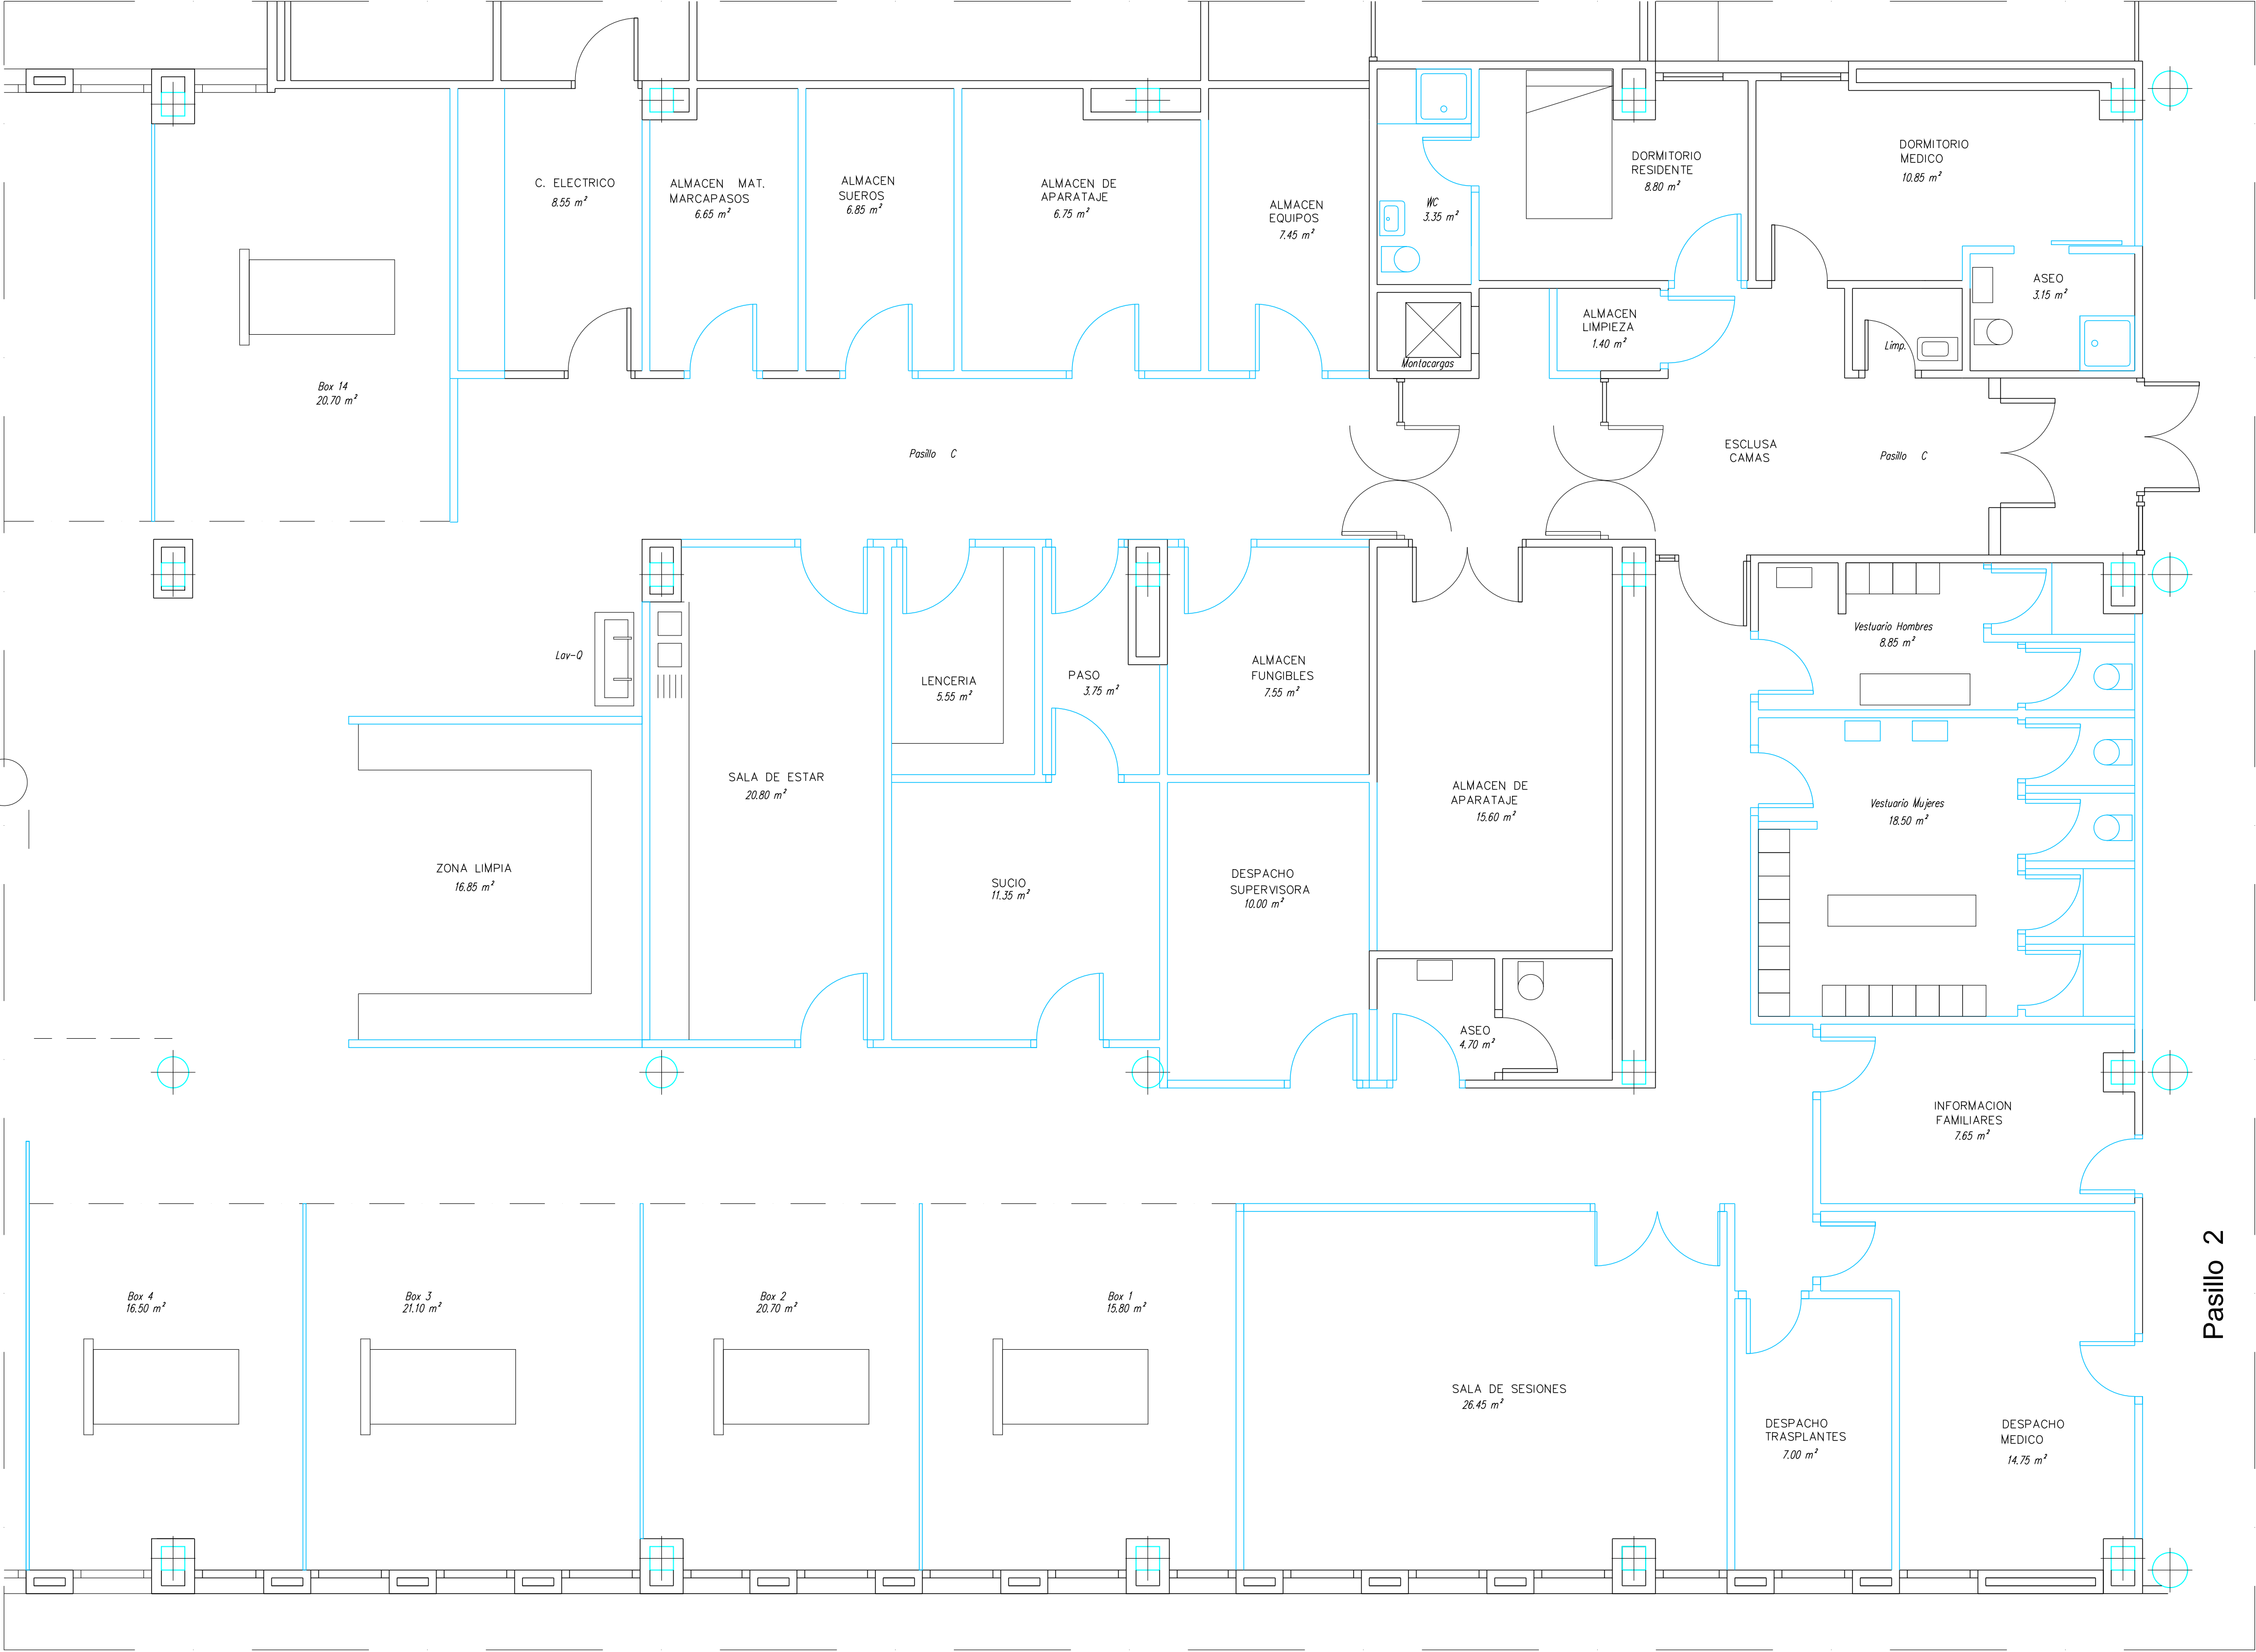 DORMITORIO
MEDICO
10.85 m²
DORMITORIO
RESIDENTE
8.80 m²
C. ELECTRICO
8.55 m²
ALMACEN MAT.
MARCAPASOS
6.65 m²
ALMACEN
SUEROS
6.85 m²
ALMACEN DE
APARATAJE
6.75 m²
ALMACEN
EQUIPOS
7.45 m²
WC
3.35 m²
ASEO
3.15 m²
ALMACEN
LIMPIEZA
1.40 m²
Limp.
Montacargas
Box 14
20.70 m²
Pasillo C
ESCLUSA
CAMAS
Pasillo C
Vestuario Hombres
8.85 m²
Lav-Q
LENCERIA
5.55 m²
PASO
3.75 m²
ALMACEN
FUNGIBLES
7.55 m²
SALA DE ESTAR
20.80 m²
ALMACEN DE
APARATAJE
15.60 m²
Vestuario Mujeres
18.50 m²
ZONA LIMPIA
16.85 m²
SUCIO
11.35 m²
DESPACHO
SUPERVISORA
10.00 m²
ASEO
4.70 m²
INFORMACION
FAMILIARES
7.65 m²
Pasillo 2
Box 4
16.50 m²
Box 3
21.10 m²
Box 2
20.70 m²
Box 1
15.80 m²
SALA DE SESIONES
26.45 m²
DESPACHO
TRASPLANTES
7.00 m²
DESPACHO
MEDICO
14.75 m²